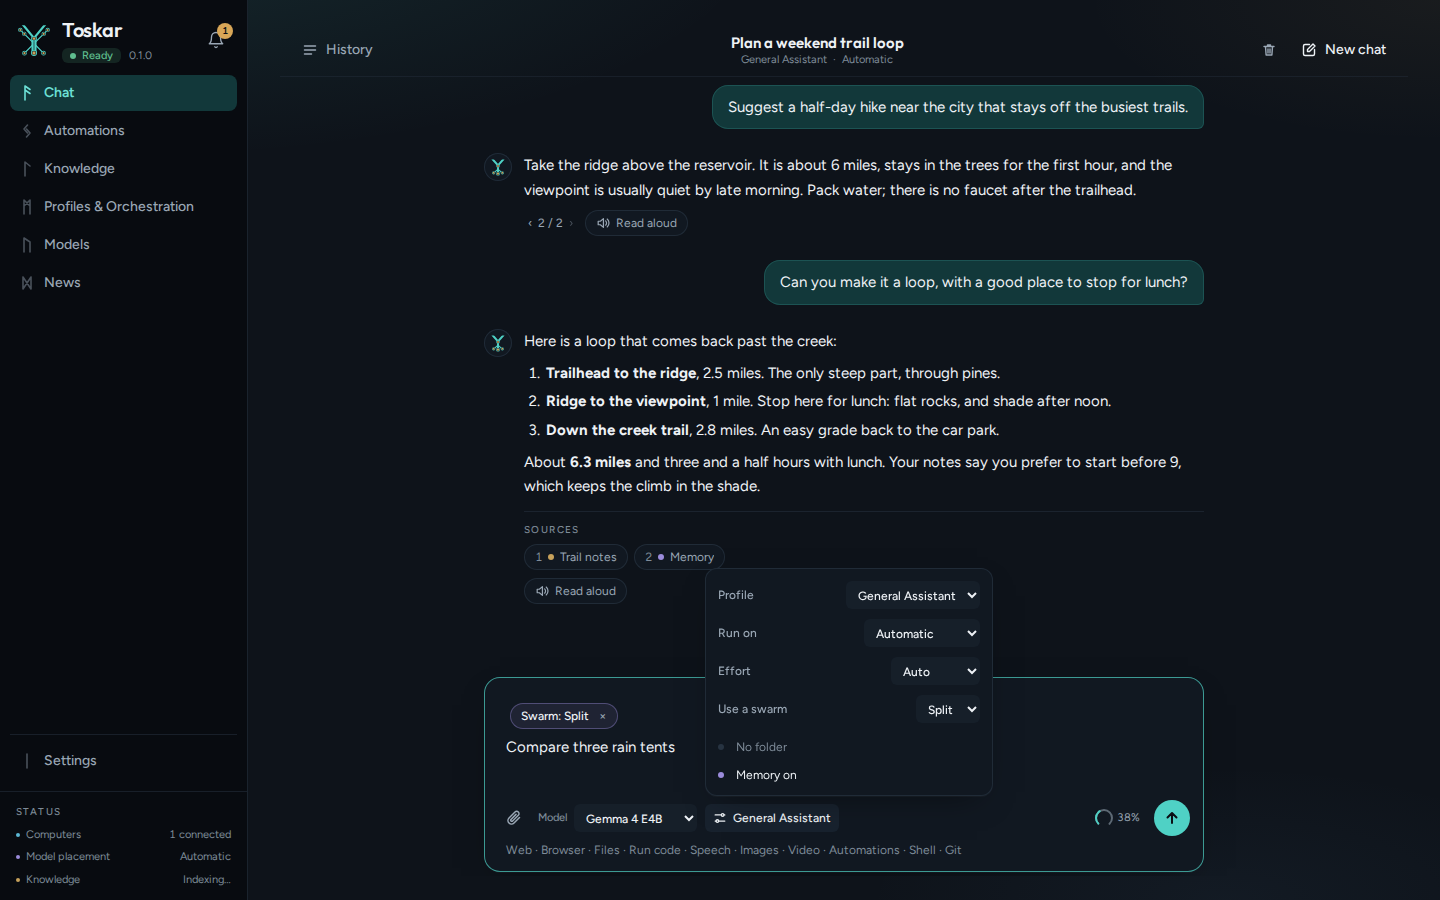 Toskar
Ready 0.1.0
1
Chat
Automations
Knowledge
Profiles & Orchestration
Models
News
Settings
STATUS
Computers 1 connected
Model placement Automatic
Knowledge Indexing...
History
Plan a weekend trail loop
General Assistant · Automatic
New chat
Suggest a half-day hike near the city that stays off the busiest trails.
Take the ridge above the reservoir. It is about 6 miles, stays in the trees for the first hour, and the
viewpoint is usually quiet by late morning. Pack water; there is no faucet after the trailhead.
‹ 2 / 2 › Read aloud
Can you make it a loop, with a good place to stop for lunch?
Here is a loop that comes back past the creek:
1. Trailhead to the ridge, 2.5 miles. The only steep part, through pines.
2. Ridge to the viewpoint, 1 mile. Stop here for lunch: flat rocks, and shade after noon.
3. Down the creek trail, 2.8 miles. An easy grade back to the car park.
About 6.3 miles and three and a half hours with lunch. Your notes say you prefer to start before 9,
which keeps the climb in the shade.
SOURCES
1 Trail notes 2 Memory
Read aloud
Profile General Assistant
Run on Automatic
Effort Auto
Use a swarm Split
No folder
Memory on
Swarm: Split ×
Compare three rain tents
Model Gemma 4 E4B General Assistant 38%
Web · Browser · Files · Run code · Speech · Images · Video · Automations · Shell · Git